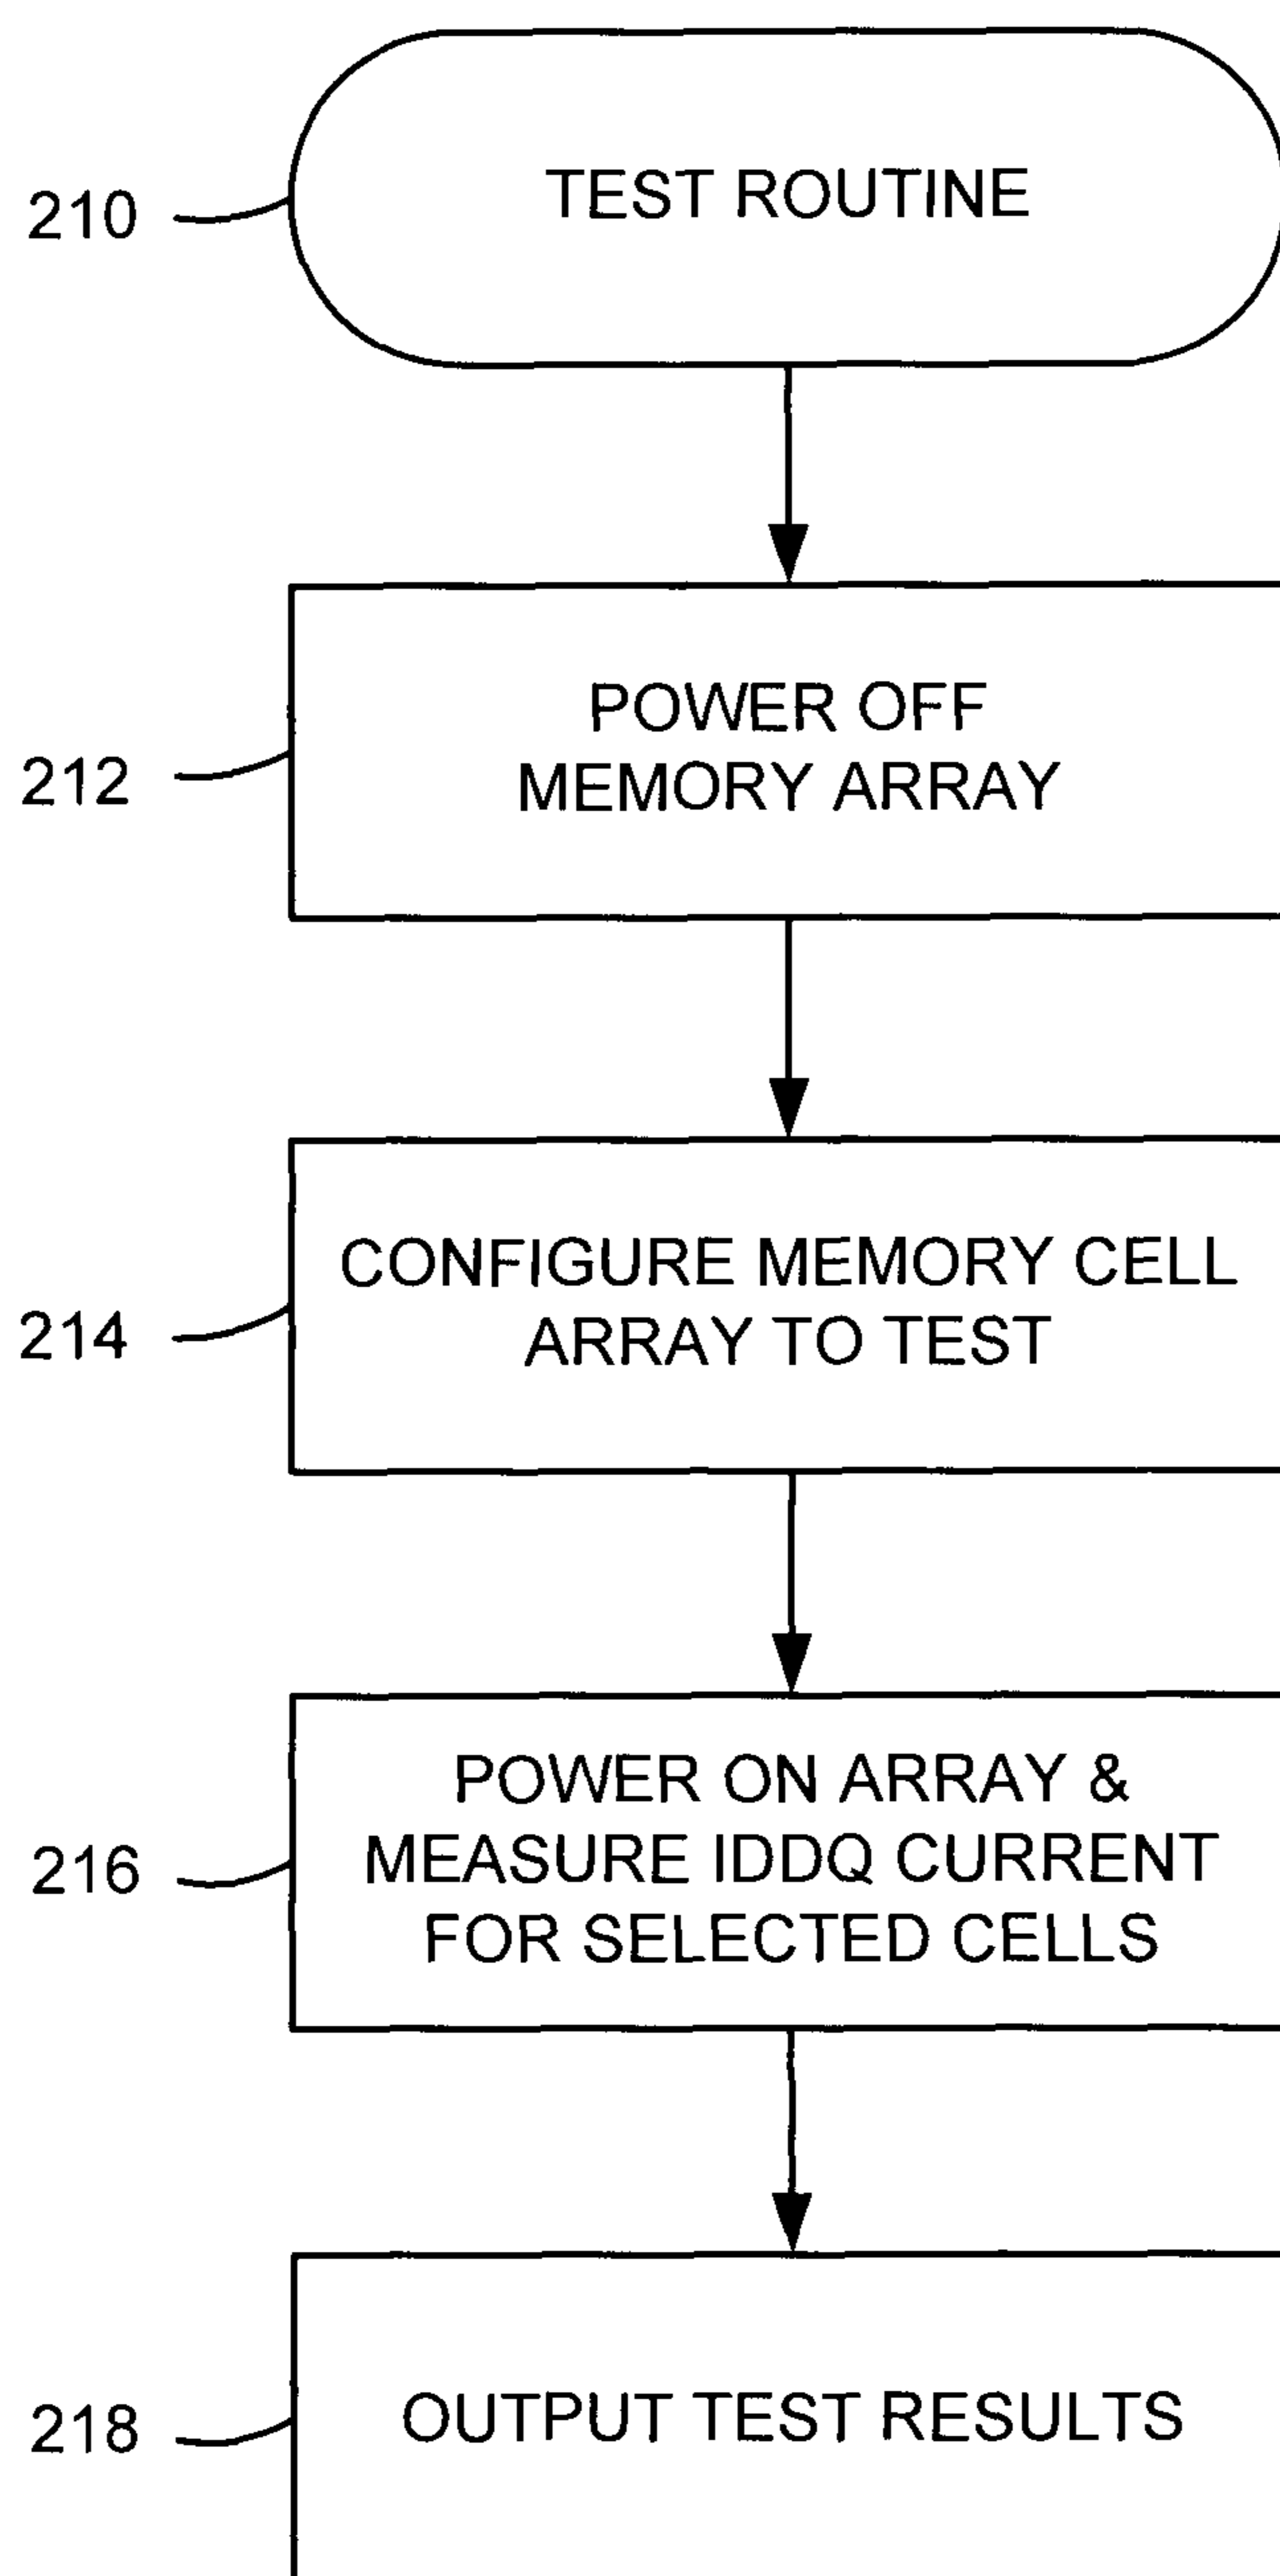 210
TEST ROUTINE
212
POWER OFF
MEMORY ARRAY
214
CONFIGURE MEMORY CELL
ARRAY TO TEST
216
POWER ON ARRAY &
MEASURE IDDQ CURRENT
FOR SELECTED CELLS
218
OUTPUT TEST RESULTS